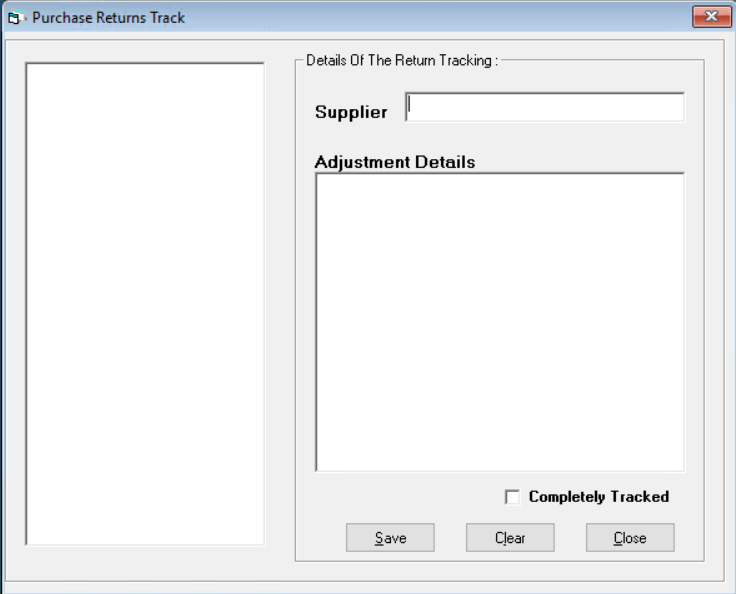 Purchase Returns Track
Details Of The Return Tracking :
Supplier
Adjustment Details
Completely Tracked
Save Clear Close